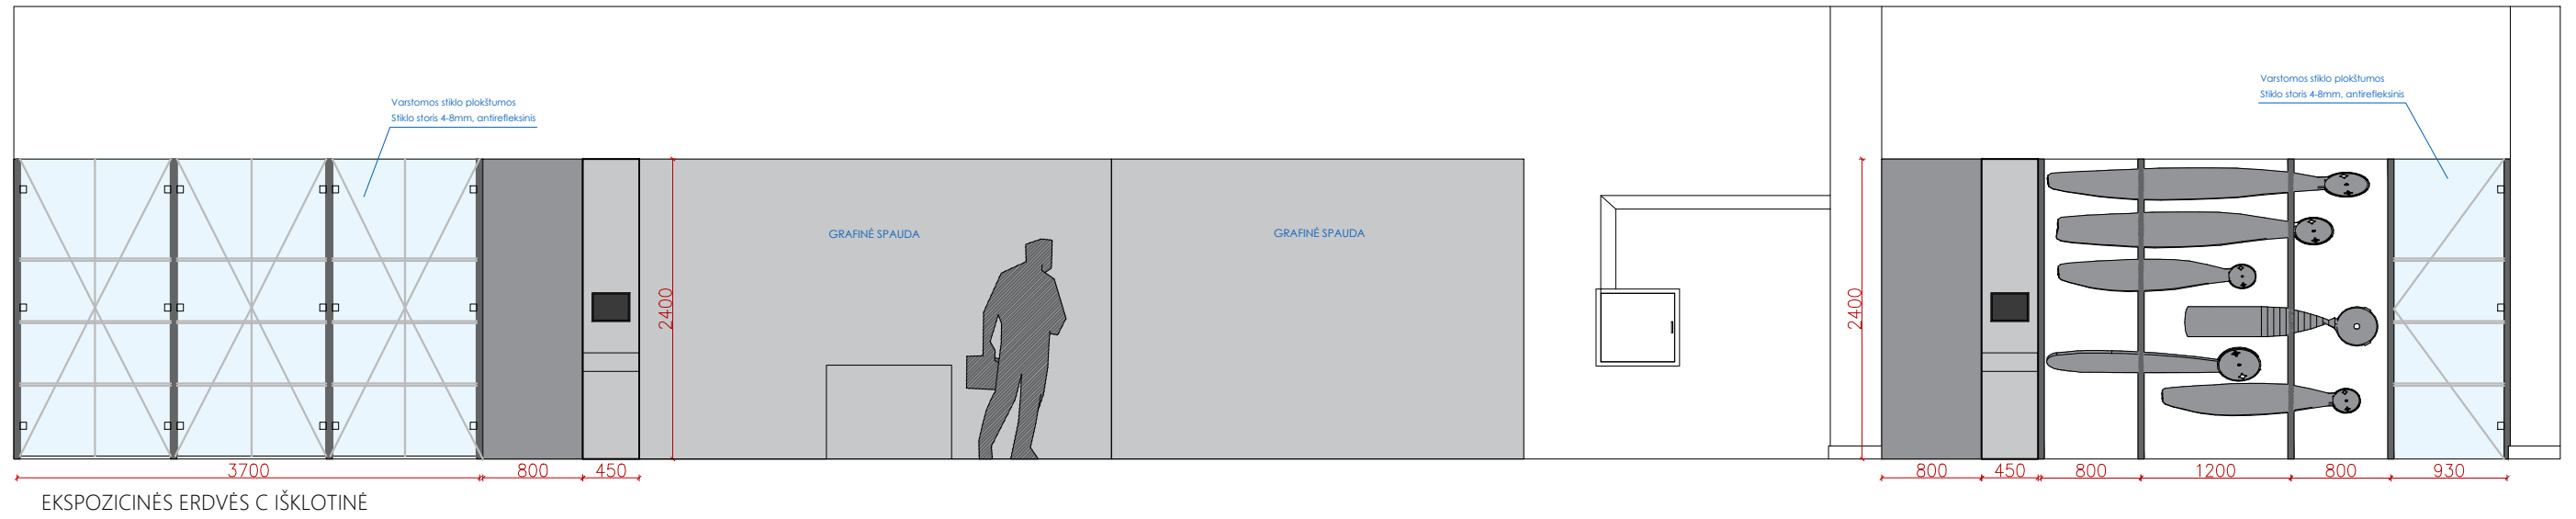 Varstomos stiklo plokštumos
Stiklo storis 4-8mm, antirefleksinis
Varstomos stiklo plokštumos
Stiklo storis 4-8mm, antirefleksinis
GRAFINĖ SPAUDA
GRAFINĖ SPAUDA
2400
2400
3700
800
450
800
450
800
1200
800
930
EKSPOZICINĖS ERDVĖS C IŠKLOTINĖ